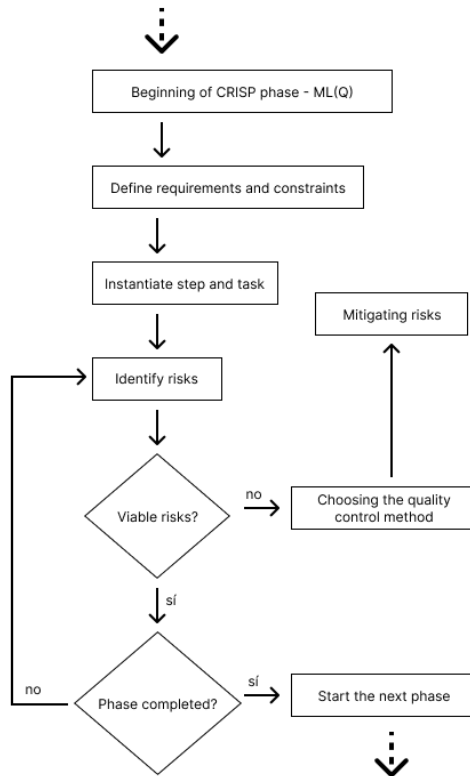 Beginning of CRISP phase - ML(Q)
Define requirements and constraints
Instantiate step and task
Mitigating risks
Identify risks
Viable risks?
no
Choosing the quality
control method
sí
no
Phase completed?
sí
Start the next phase